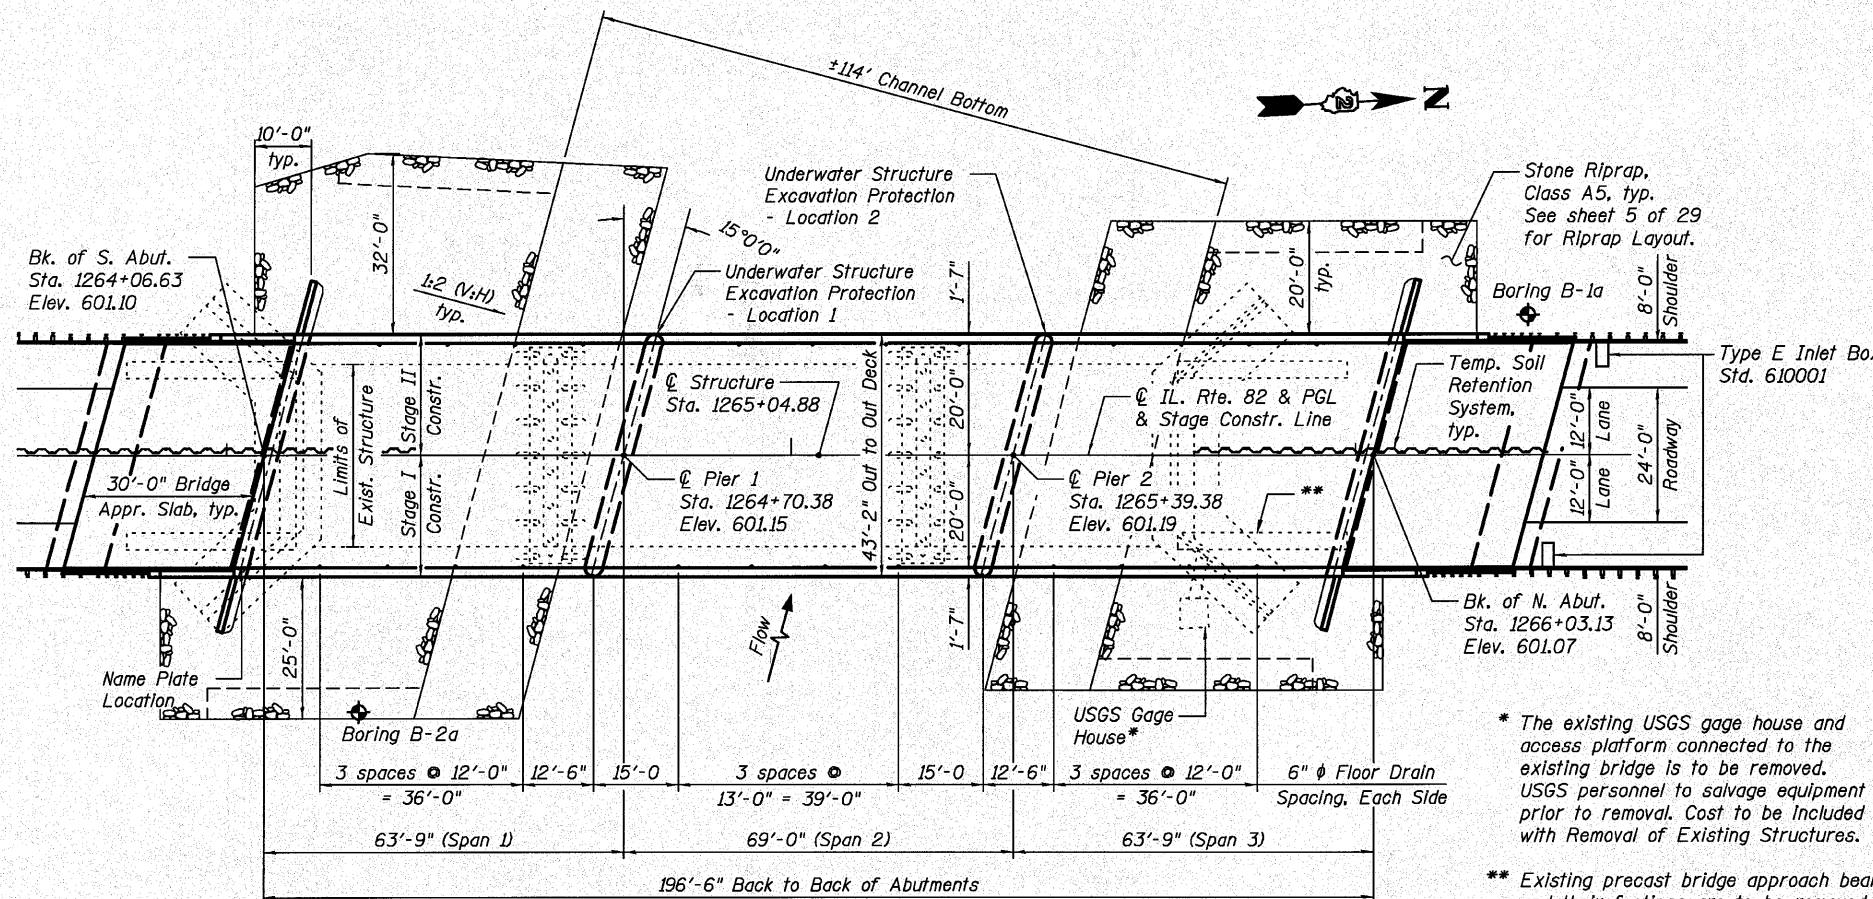 ±114' Channel Bottom
N
2
10'-0"
typ.
Underwater Structure
Excavation Protection
- Location 2
Stone Riprap,
Class A5, typ.
See sheet 5 of 29
for Riprap Layout.
32'-0"
15°0'0"
Bk. of S. Abut.
Sta. 1264+06.63
Elev. 601.10
1:2 (V:H)
typ.
Underwater Structure
Excavation Protection
- Location 1
1'-7"
20'-0"
typ.
Boring B-1a
8'-0"
Shoulder
Limits of
Exist. Structure
Stage II
Constr.
Stage I
Constr.
℄ Structure
Sta. 1265+04.88
43'-2" Out to Out Deck
20'-0"
20'-0"
℄ IL. Rte. 82 & PGL
& Stage Constr. Line
Temp. Soil
Retention
System,
typ.
12'-0"
Lane
12'-0"
Lane
24'-0"
Roadway
Type E Inlet Bo
Std. 610001
30'-0" Bridge
Appr. Slab, typ.
℄ Pier 1
Sta. 1264+70.38
Elev. 601.15
℄ Pier 2
Sta. 1265+39.38
Elev. 601.19
**
Name Plate
Location
25'-0"
Flow
1'-7"
Bk. of N. Abut.
Sta. 1266+03.13
Elev. 601.07
8'-0"
Shoulder
Boring B-2a
USGS Gage
House*
3 spaces @ 12'-0"
= 36'-0"
12'-6"
15'-0
3 spaces @
13'-0" = 39'-0"
15'-0
12'-6"
3 spaces @ 12'-0"
= 36'-0"
6" ϕ Floor Drain
Spacing, Each Side
63'-9" (Span 1)
69'-0" (Span 2)
63'-9" (Span 3)
196'-6" Back to Back of Abutments
* The existing USGS gage house and
access platform connected to the
existing bridge is to be removed.
USGS personnel to salvage equipment
prior to removal. Cost to be included
with Removal of Existing Structures.
** Existing precast bridge approach bea